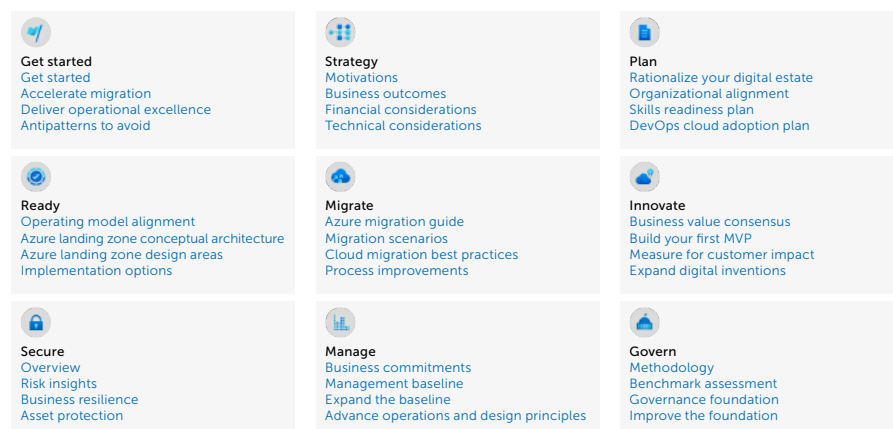 Get started
Get started
Accelerate migration
Deliver operational excellence
Antipatterns to avoid
Strategy
Motivations
Business outcomes
Financial considerations
Technical considerations
Plan
Rationalize your digital estate
Organizational alignment
Skills readiness plan
DevOps cloud adoption plan
Ready
Operating model alignment
Azure landing zone conceptual architecture
Azure landing zone design areas
Implementation options
Migrate
Azure migration guide
Migration scenarios
Cloud migration best practices
Process improvements
Innovate
Business value consensus
Build your first MVP
Measure for customer impact
Expand digital inventions
Secure
Overview
Risk insights
Business resilience
Asset protection
Manage
Business commitments
Management baseline
Expand the baseline
Advance operations and design principles
Govern
Methodology
Benchmark assessment
Governance foundation
Improve the foundation